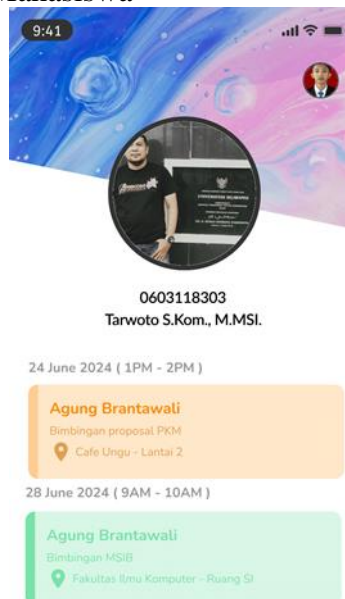 9:41
0603118303
Tarwoto S.Kom., M.MSI.
24 June 2024 ( 1PM - 2PM )
Agung Brantawali
Bimbingan proposal PKM
Cafe Ungu - Lantai 2
28 June 2024 ( 9AM - 10AM )
Agung Brantawali
Bimbingan MSIB
Fakultas Ilmu Komputer - Ruang SI